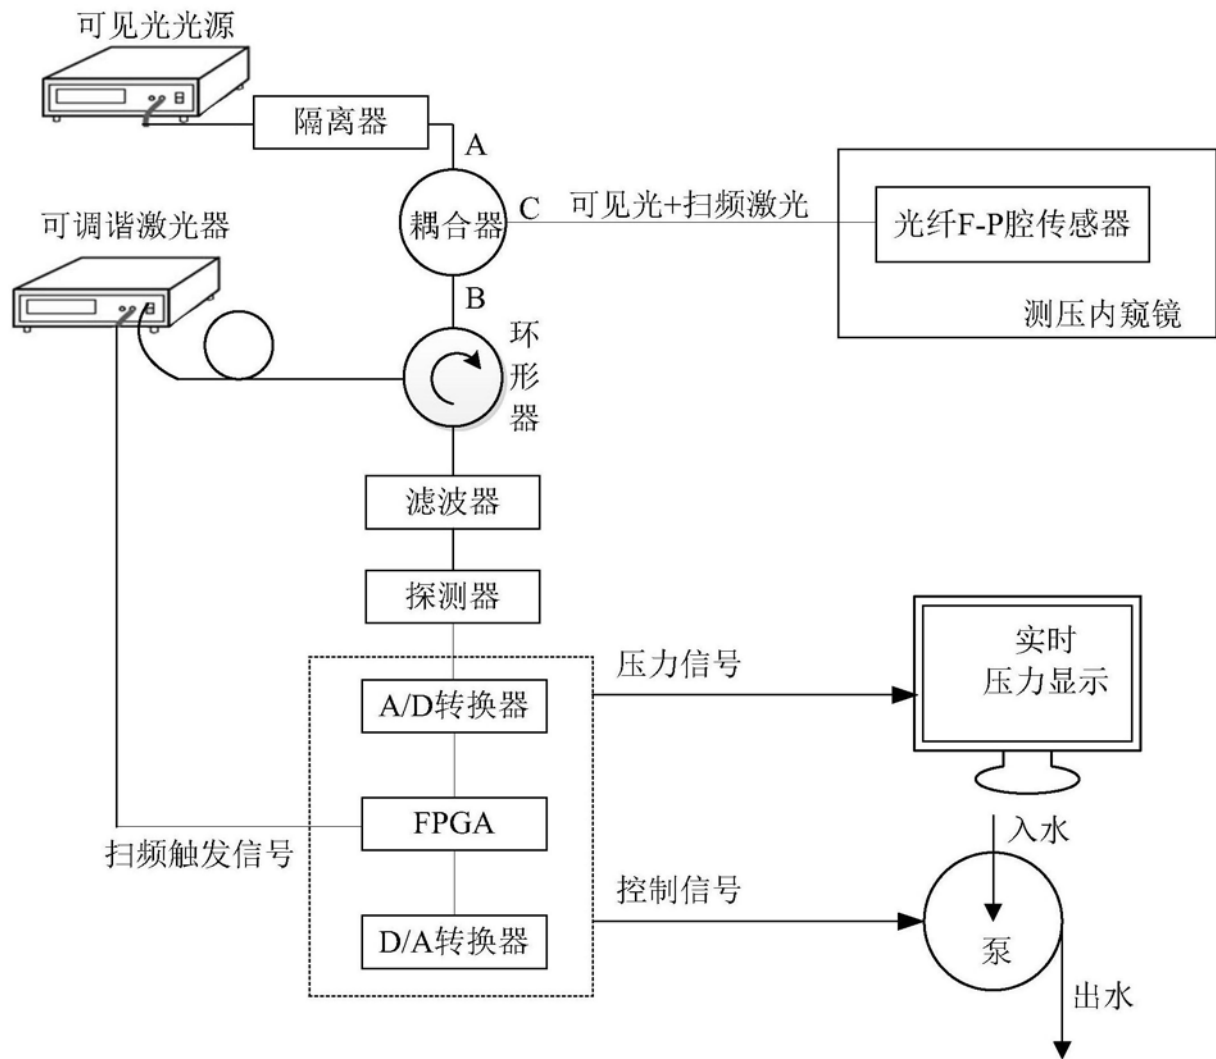 可见光光源
隔离器
A
可调谐激光器
耦合器
C
可见光+扫频激光
光纤F-P腔传感器
测压内窥镜
B
环形器
滤波器
探测器
A/D转换器
压力信号
实时
压力显示
FPGA
扫频触发信号
入水
控制信号
D/A转换器
泵
出水